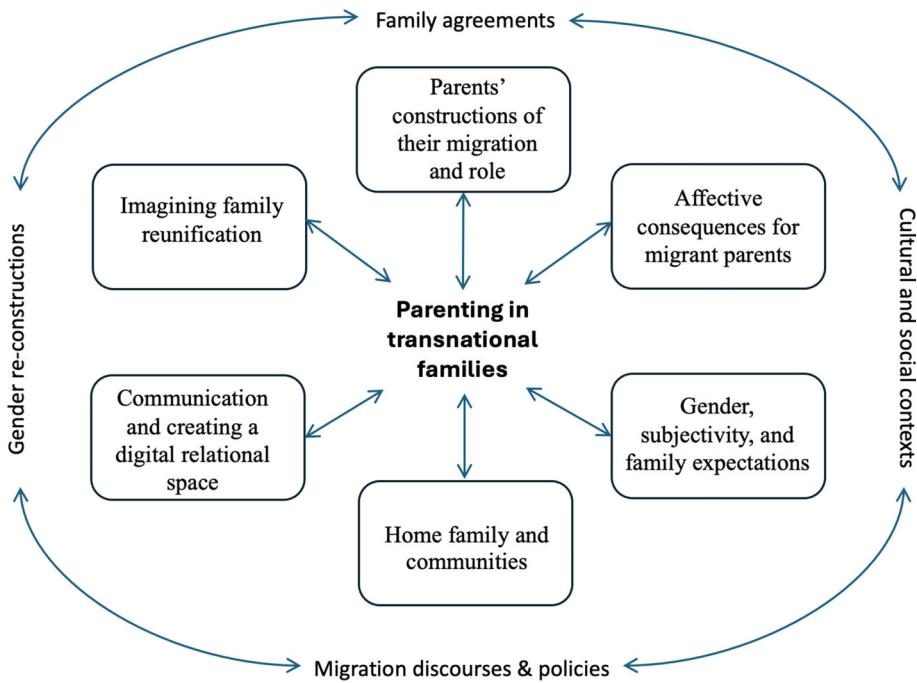 Family agreements
Parents’
constructions of
their migration
and role
Imagining family
reunification
Affective
consequences for
migrant parents
Gender re-constructions
Parenting in
transnational
families
Cultural and social contexts
Communication
and creating a
digital relational
space
Gender,
subjectivity, and
family expectations
Home family and
communities
Migration discourses & policies